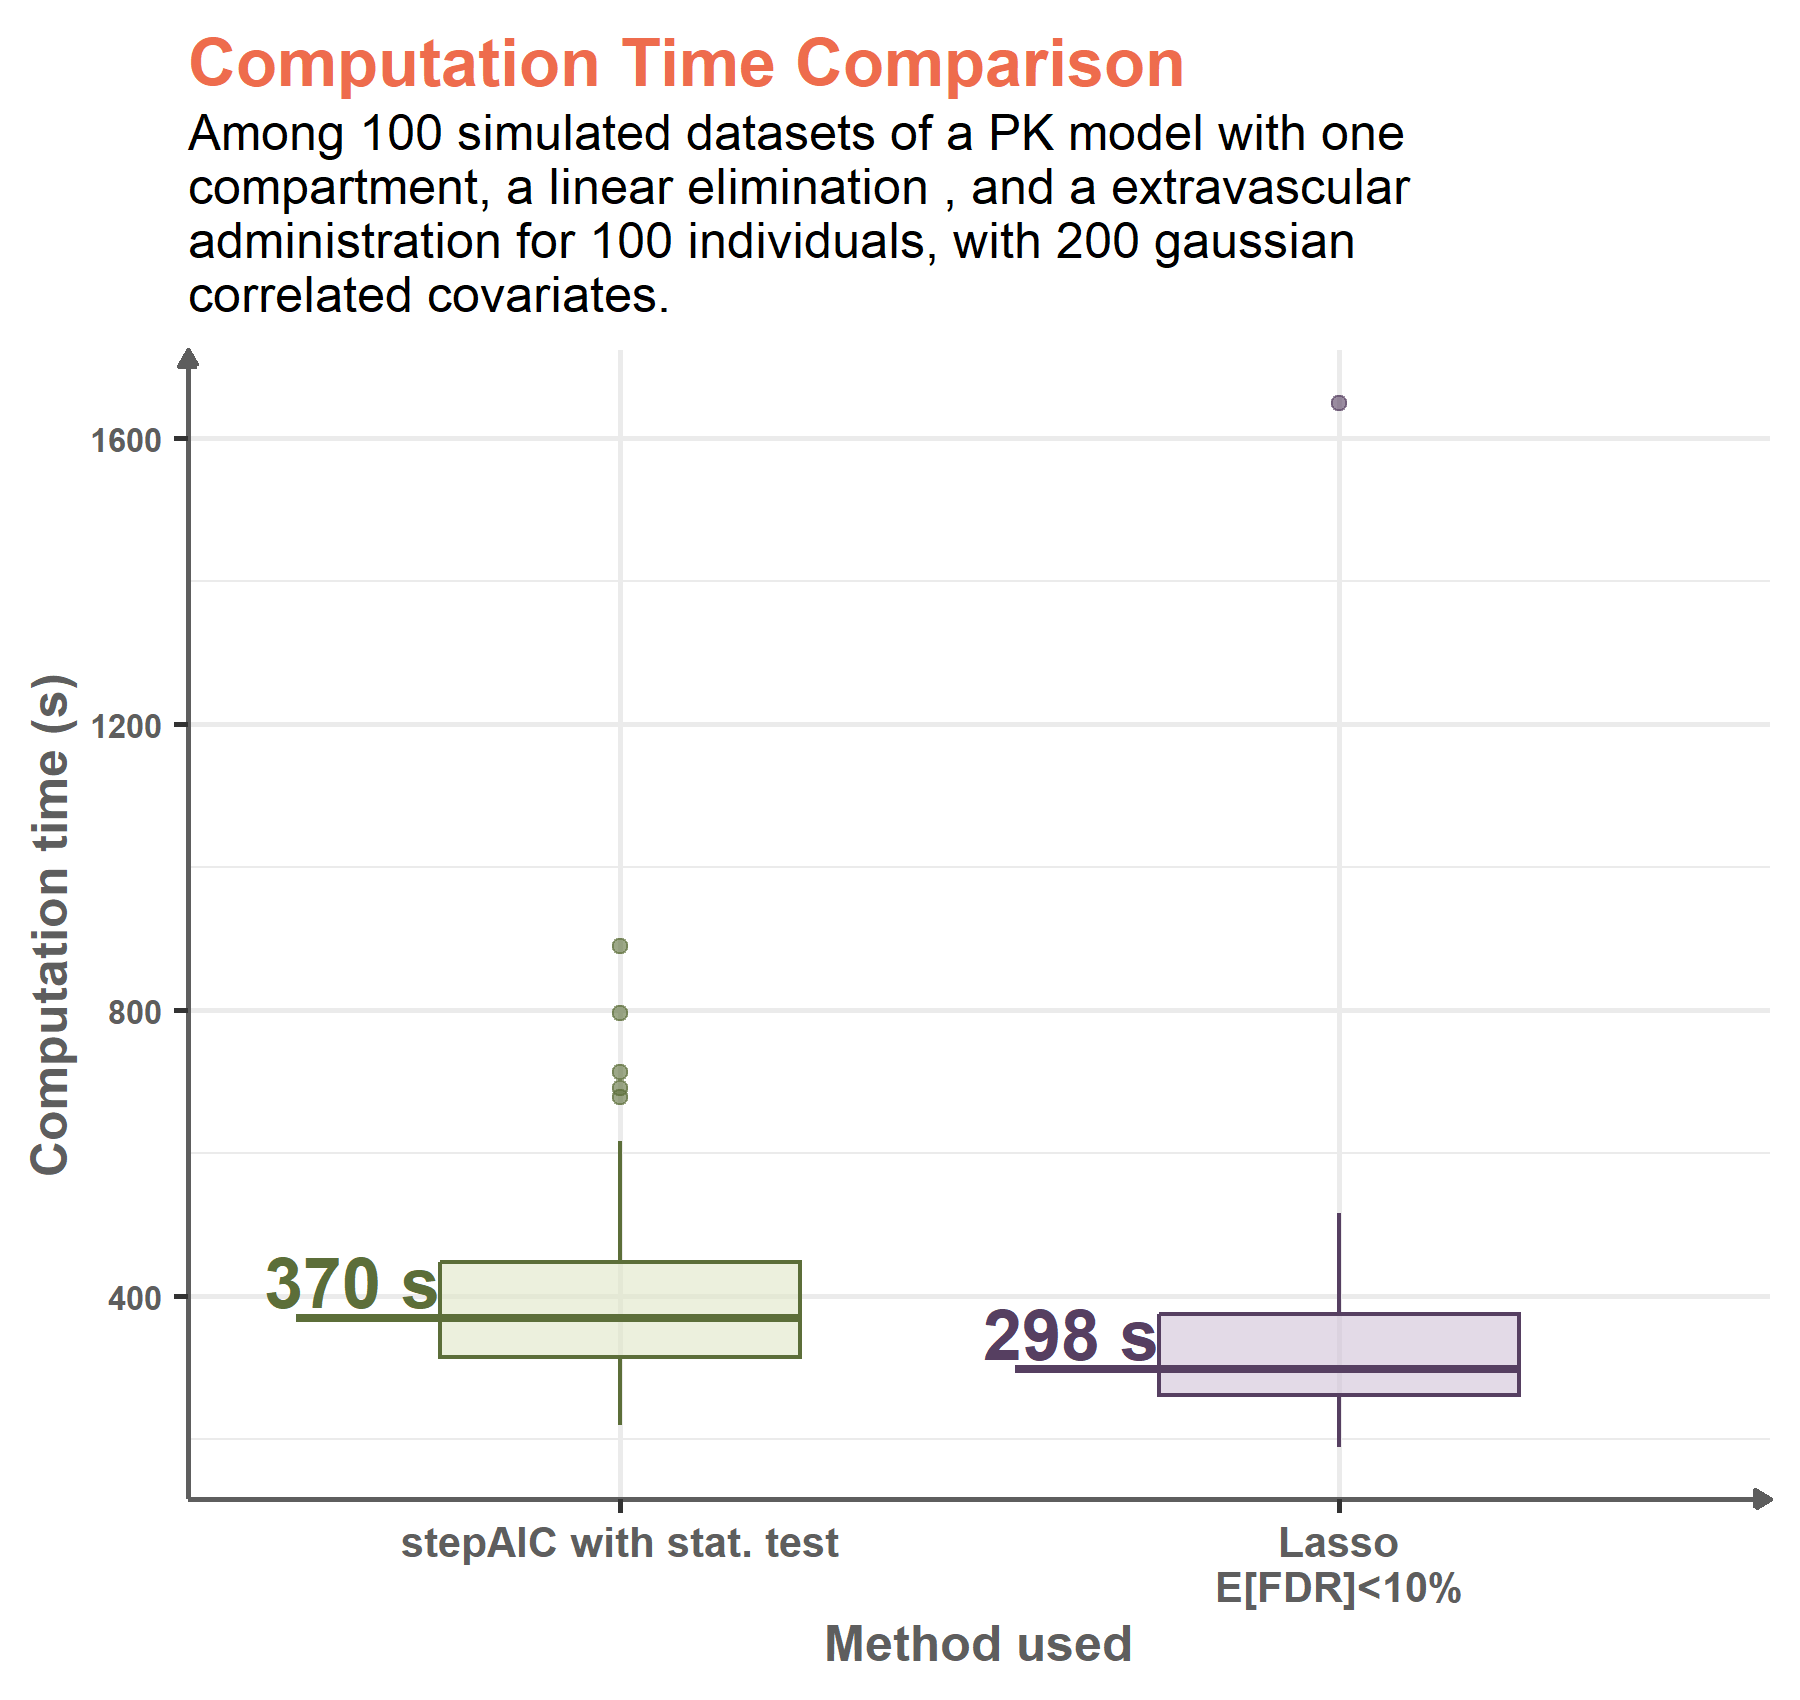 Computation Time Comparison
Among 100 simulated datasets of a PK model with one
compartment, a linear elimination , and a extravascular
administration for 100 individuals, with 200 gaussian
correlated covariates.
Computation time (s)
1600
1200
800
400
370 s
298 s
stepAIC with stat. test
Lasso
E[FDR]<10%
Method used